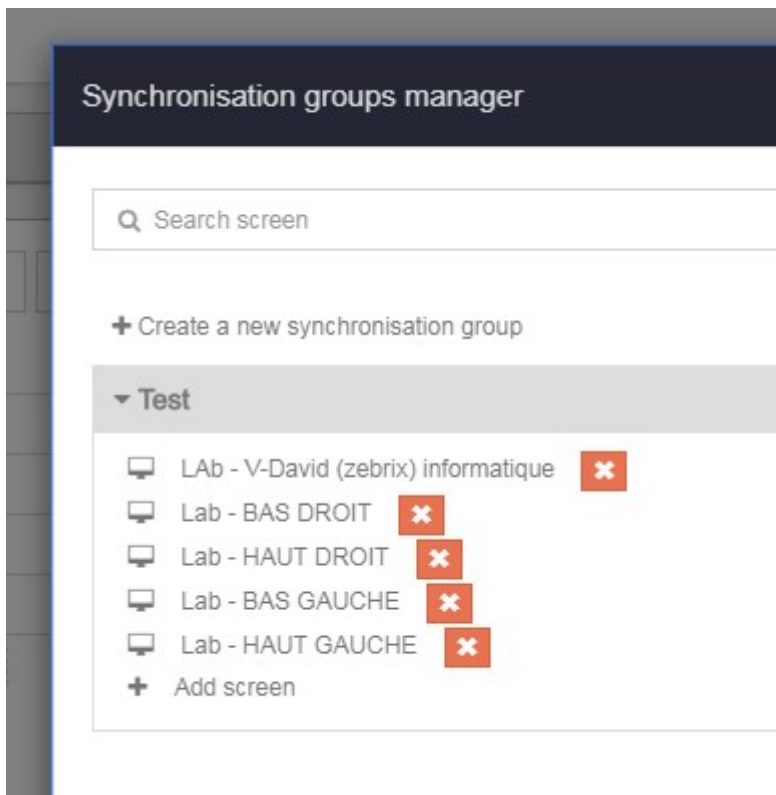 Synchronisation groups manager
Search screen
Create a new synchronisation group
Test
LAb - V-David (zebrix) informatique
Lab - BAS DROIT
Lab - HAUT DROIT
Lab - BAS GAUCHE
Lab - HAUT GAUCHE
Add screen